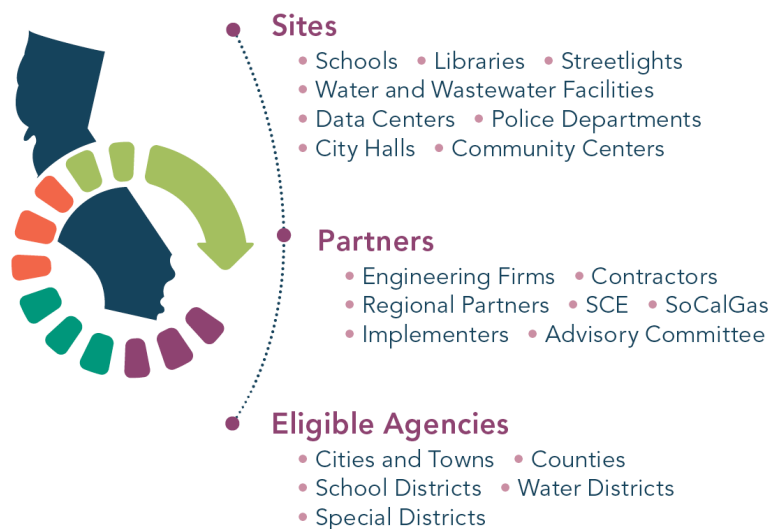 Sites
• Schools • Libraries • Streetlights
• Water and Wastewater Facilities
• Data Centers • Police Departments
• City Halls • Community Centers
Partners
• Engineering Firms • Contractors
• Regional Partners • SCE • SoCalGas
• Implementers • Advisory Committee
Eligible Agencies
• Cities and Towns • Counties
• School Districts • Water Districts
• Special Districts